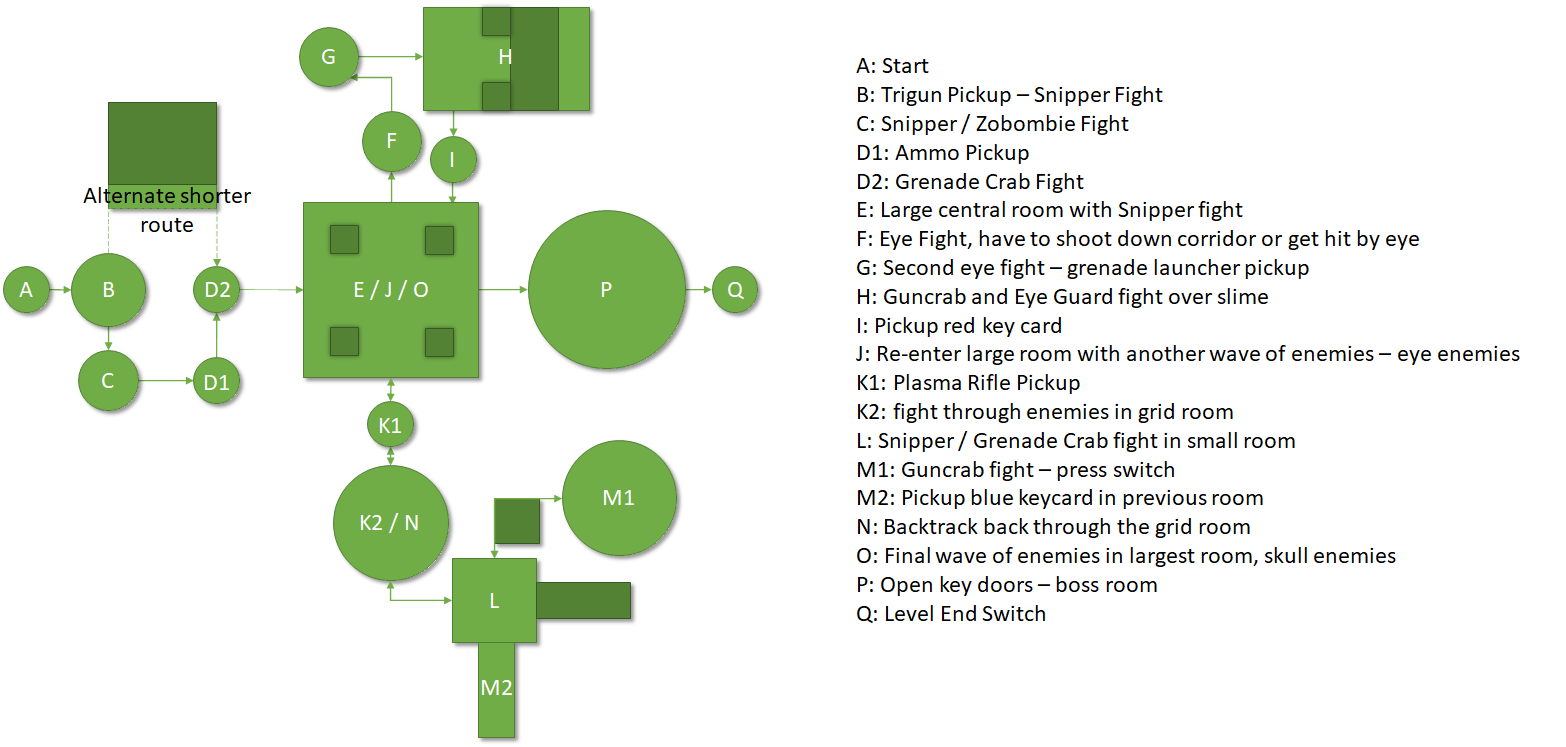 G
H
F
I
Alternate shorter
route
A
B
D2
E / J / O
P
Q
C
D1
K1
K2 / N
M1
L
M2
A: Start
B: Trigun Pickup – Snipper Fight
C: Snipper / Zobombie Fight
D1: Ammo Pickup
D2: Grenade Crab Fight
E: Large central room with Snipper fight
F: Eye Fight, have to shoot down corridor or get hit by eye
G: Second eye fight – grenade launcher pickup
H: Guncrab and Eye Guard fight over slime
I: Pickup red key card
J: Re-enter large room with another wave of enemies – eye enemies
K1: Plasma Rifle Pickup
K2: fight through enemies in grid room
L: Snipper / Grenade Crab fight in small room
M1: Guncrab fight – press switch
M2: Pickup blue keycard in previous room
N: Backtrack back through the grid room
O: Final wave of enemies in largest room, skull enemies
P: Open key doors – boss room
Q: Level End Switch